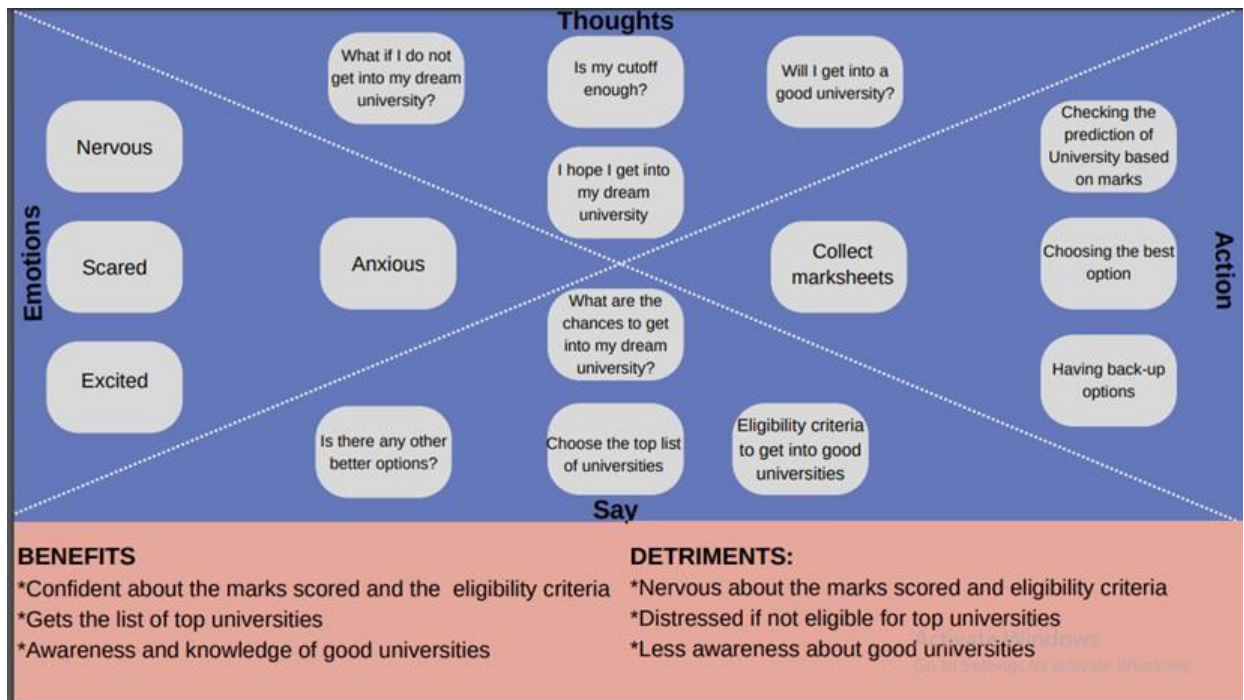 Thoughts
What if I do not
get into my dream
university?
Is my cutoff
enough?
Will I get into a
good university?
I hope I get into
my dream
university
Emotions
Nervous
Scared
Excited
Anxious
Checking the
prediction of
University based
on marks
Collect
marksheets
Choosing the best
option
Having back-up
options
Action
What are the
chances to get
into my dream
university?
Is there any other
better options?
Choose the top list
of universities
Eligibility criteria
to get into good
universities
Say
BENEFITS
*Confident about the marks scored and the eligibility criteria
*Gets the list of top universities
*Awareness and knowledge of good universities
DETRIMENTS:
*Nervous about the marks scored and eligibility criteria
*Distressed if not eligible for top universities
*Less awareness about good universities
Activate Windows
Go to Settings to activate Windows.